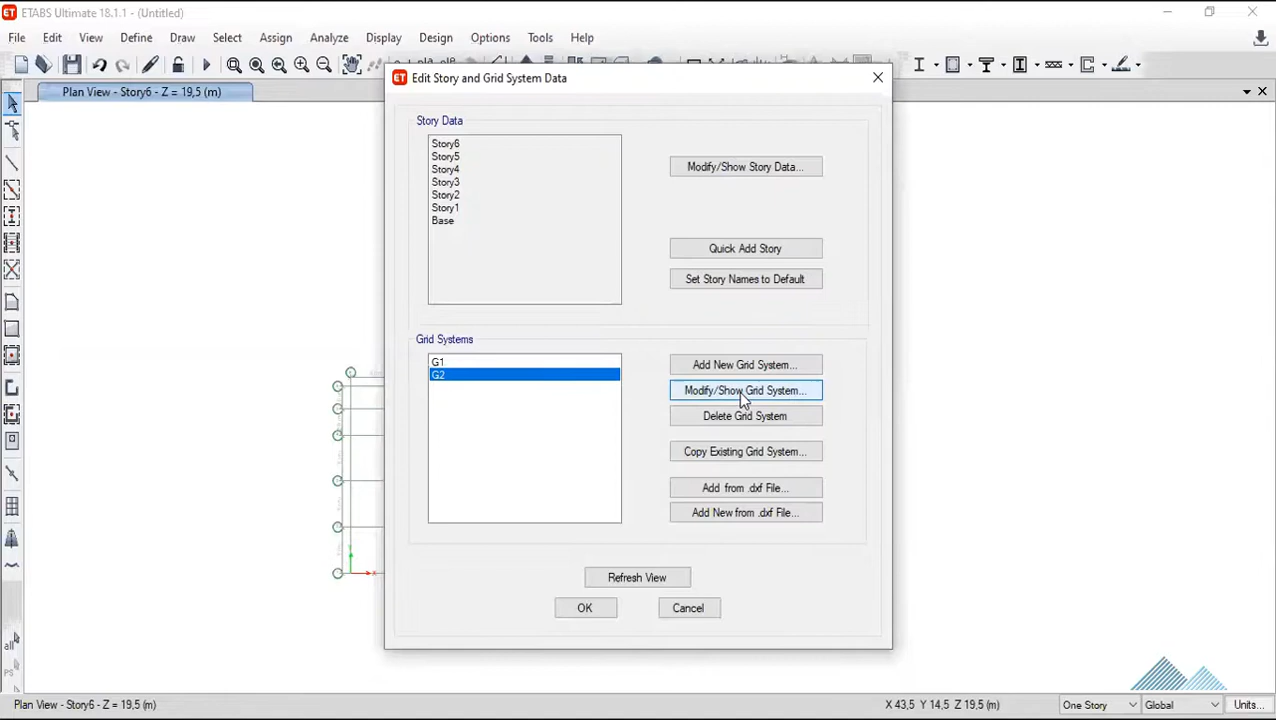 ETABS Ultimate 18.1.1 - (Untitled)
File Edit View Define Draw Select Assign Analyze Display Design Options Tools Help
Plan View - Story6 - Z = 19,5 (m)
Edit Story and Grid System Data
Story Data
Story6
Story5
Story4
Story3
Story2
Story1
Base
Modify/Show Story Data...
Quick Add Story
Set Story Names to Default
Grid Systems
G1
G2
Add New Grid System...
Modify/Show Grid System...
Delete Grid System
Copy Existing Grid System...
Add from .dxf File...
Add New from .dxf File...
Refresh View
OK Cancel
all
PS
Plan View - Story6 - Z = 19,5 (m) X 43,5 Y 14,5 Z 19,5 (m) One Story Global Units...